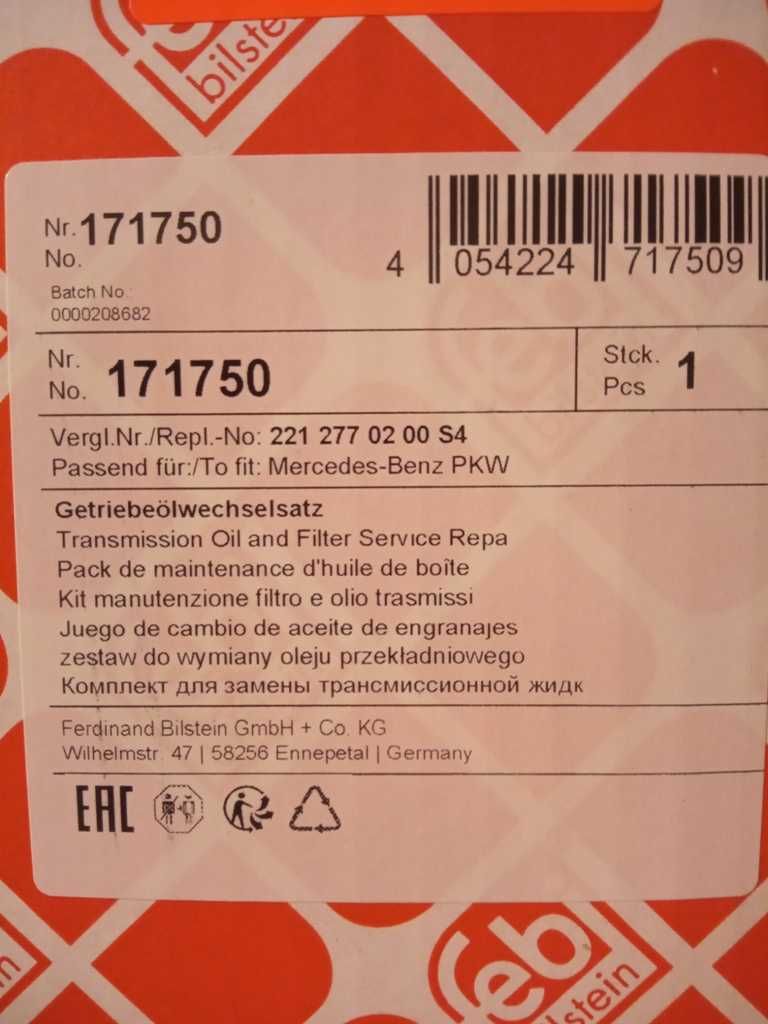 bilstein
Nr. 171750
No.
4 054224 717509
Batch No.:
0000208682
Nr.
No. 171750
Stck.
Pcs 1
Vergl.Nr./Repl.-No: 221 277 02 00 S4
Passend für:/To fit: Mercedes-Benz PKW
Getriebeölwechselsatz
Transmission Oil and Filter Service Repa
Pack de maintenance d'huile de boîte
Kit manutenzione filtro e olio trasmissi
Juego de cambio de aceite de engranajes
zestaw do wymiany oleju przekładniowego
Комплект для замены трансмиссионной жидк
Ferdinand Bilstein GmbH + Co. KG
Wilhelmstr. 47 | 58256 Ennepetal | Germany
EAC
feb
bilstein